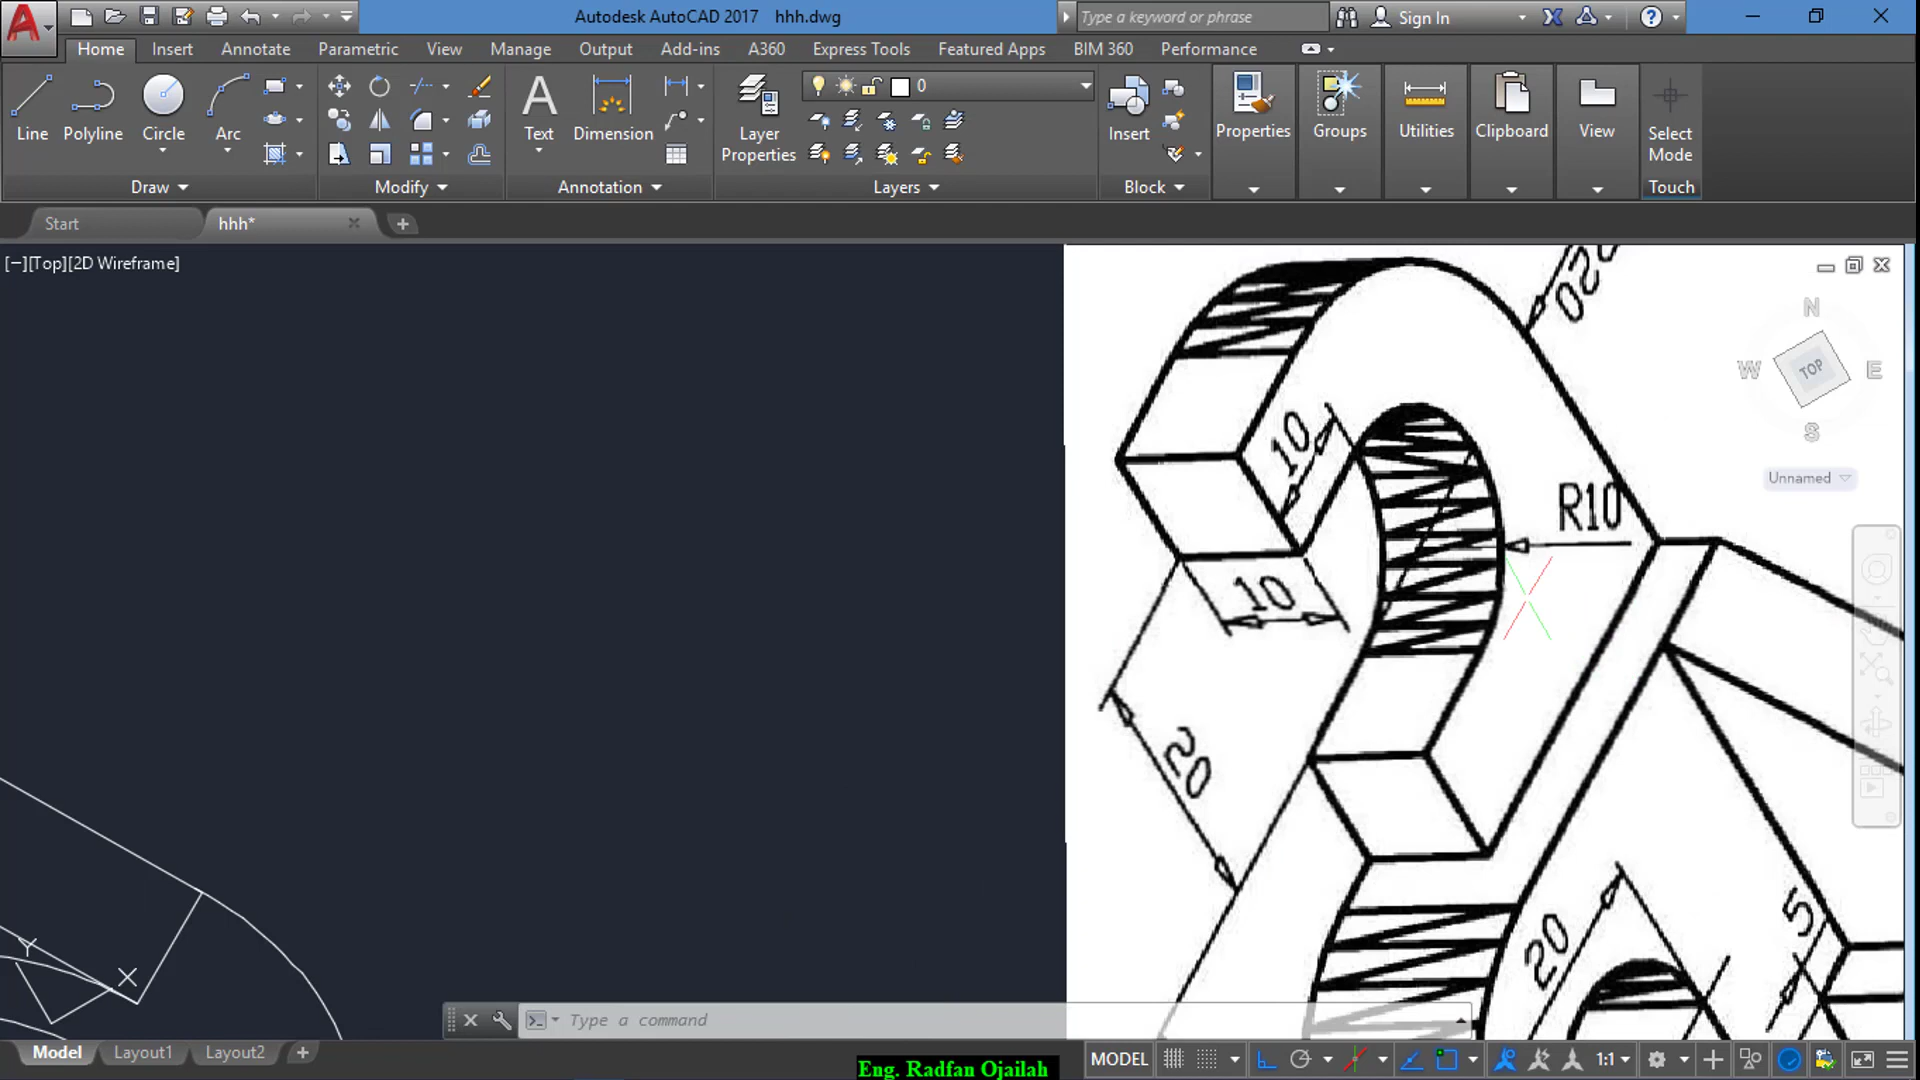 Autodesk AutoCAD 2017 hhh.dwg
Type a keyword or phrase
Sign In
Home Insert Annotate Parametric View Manage Output Add-ins A360 Express Tools Featured Apps BIM 360 Performance
Line Polyline Circle Arc
Text Dimension
Layer Properties
0
Insert
Properties Groups Utilities Clipboard View
Select Mode
Draw Modify Annotation Layers Block Touch
Start hhh*
[−][Top][2D Wireframe]
N
W TOP E
S
Unnamed
10
R10
10
20
20
5
Y
X
Type a command
Model Layout1 Layout2
MODEL 1:1
Eng. Radfan Ojailah